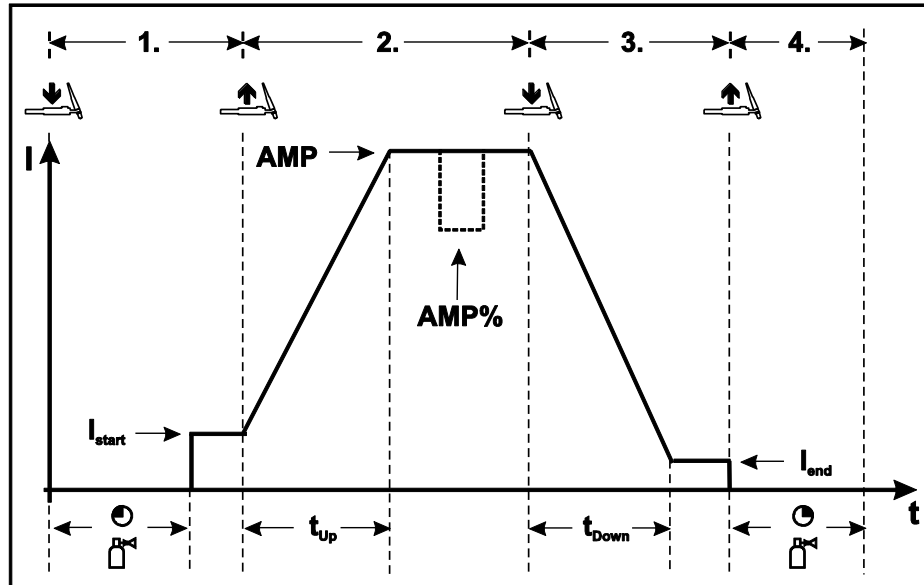 1. 2. 3. 4.
I
AMP
AMP%
Istart
Iend
t
tUp
tDown